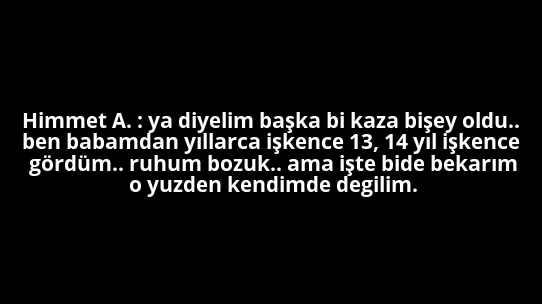 Himmet A. : ya diyelim başka bi kaza bişey oldu..
ben babamdan yıllarca işkence 13, 14 yıl işkence
gördüm.. ruhum bozuk.. ama işte bide bekarım
o yuzden kendimde degilim.